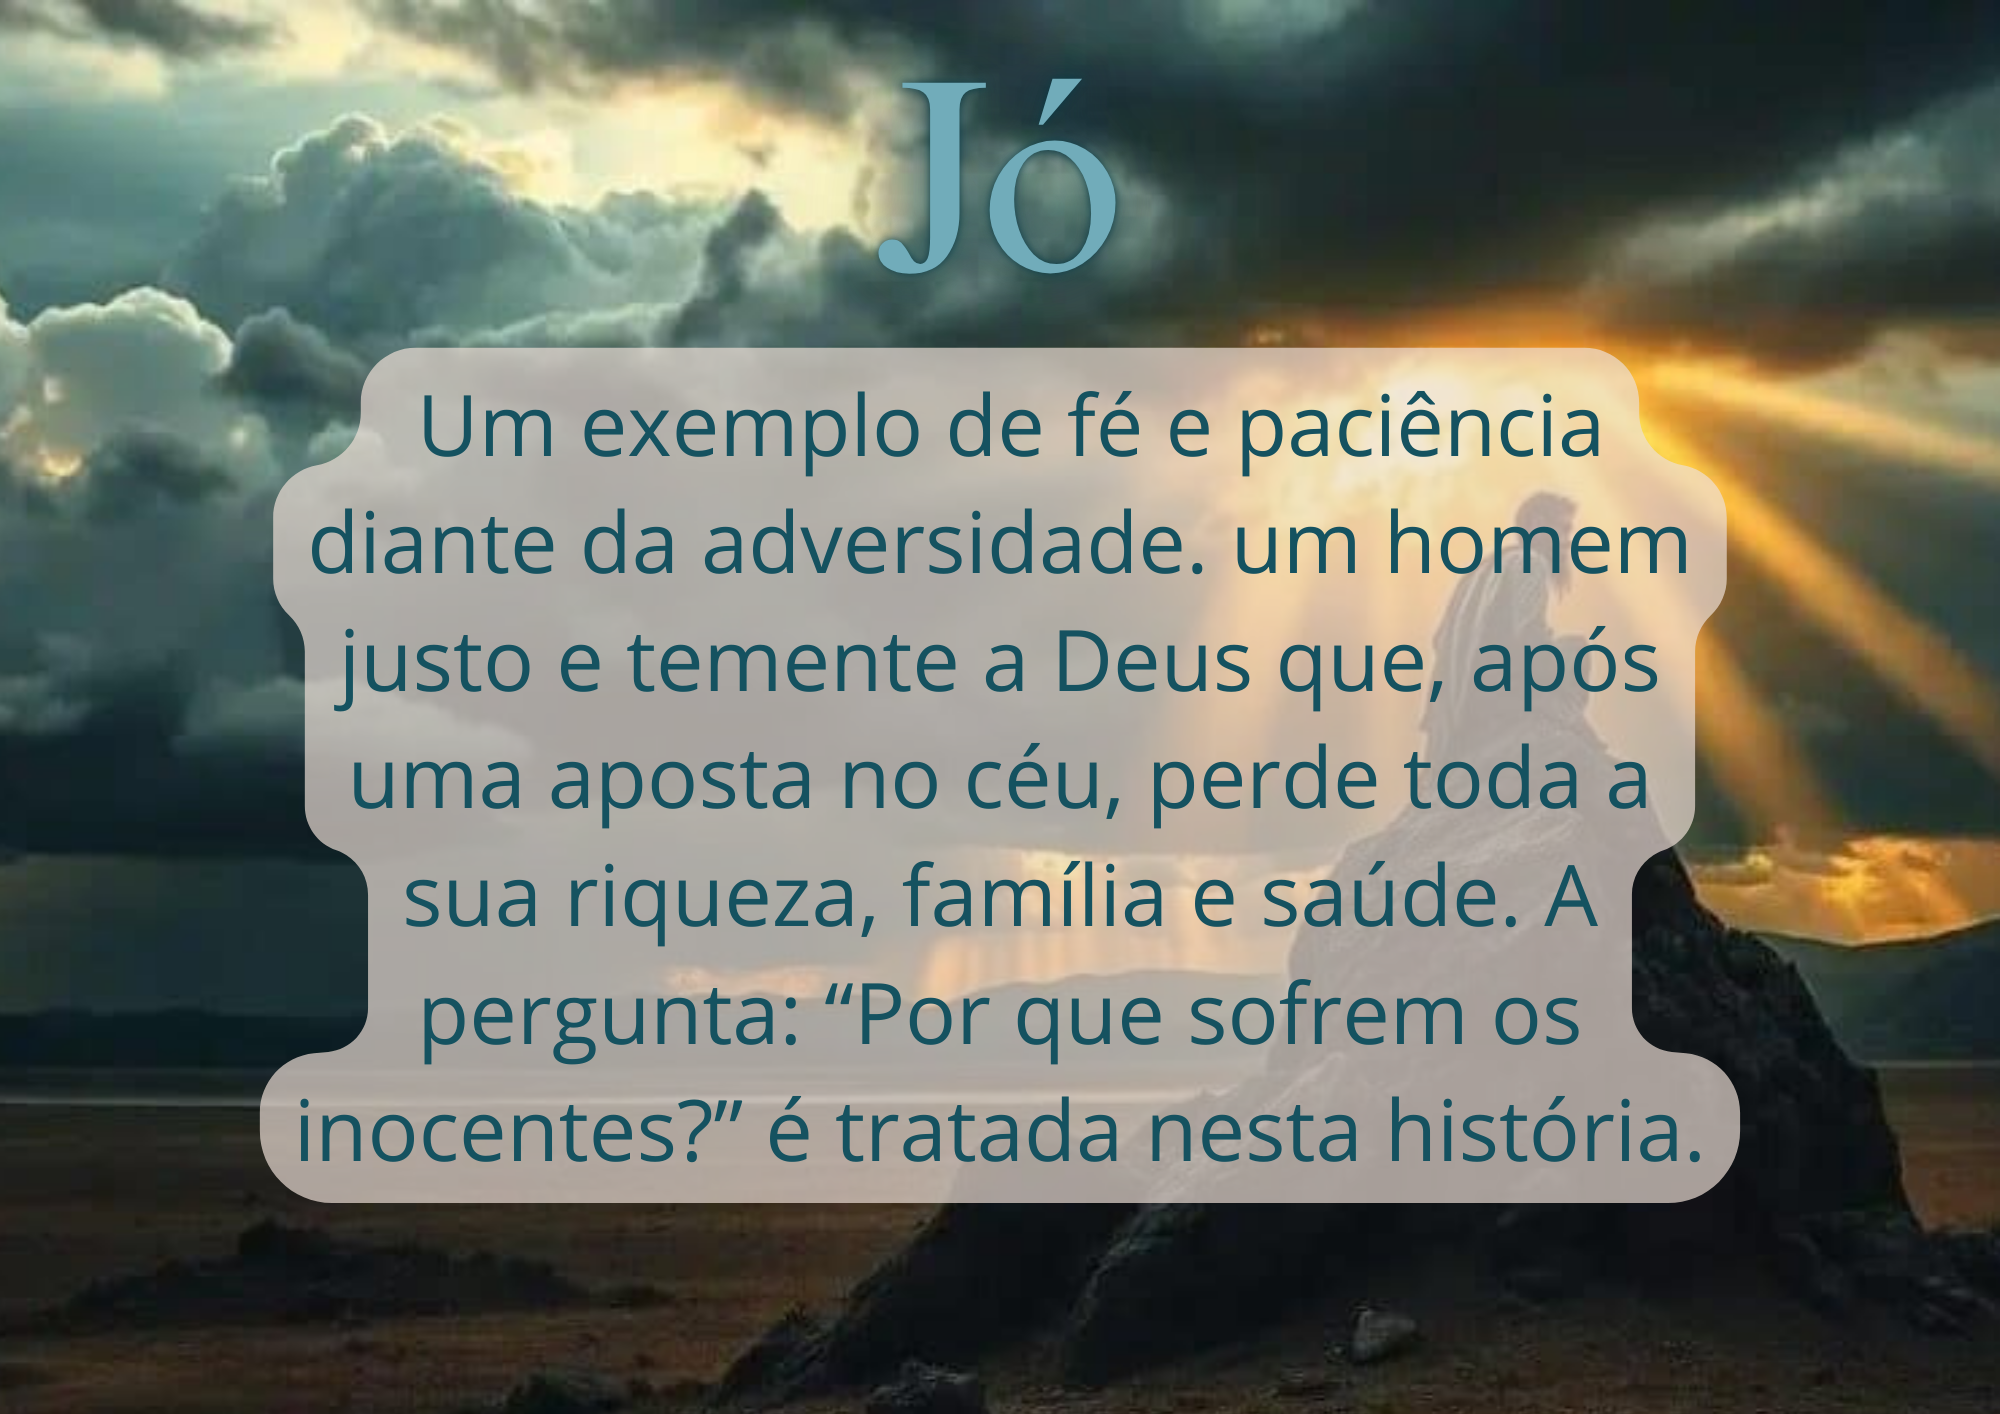 Jó
Um exemplo de fé e paciência
diante da adversidade. um homem
justo e temente a Deus que, após
uma aposta no céu, perde toda a
sua riqueza, família e saúde. A
pergunta: “Por que sofrem os
inocentes?” é tratada nesta história.